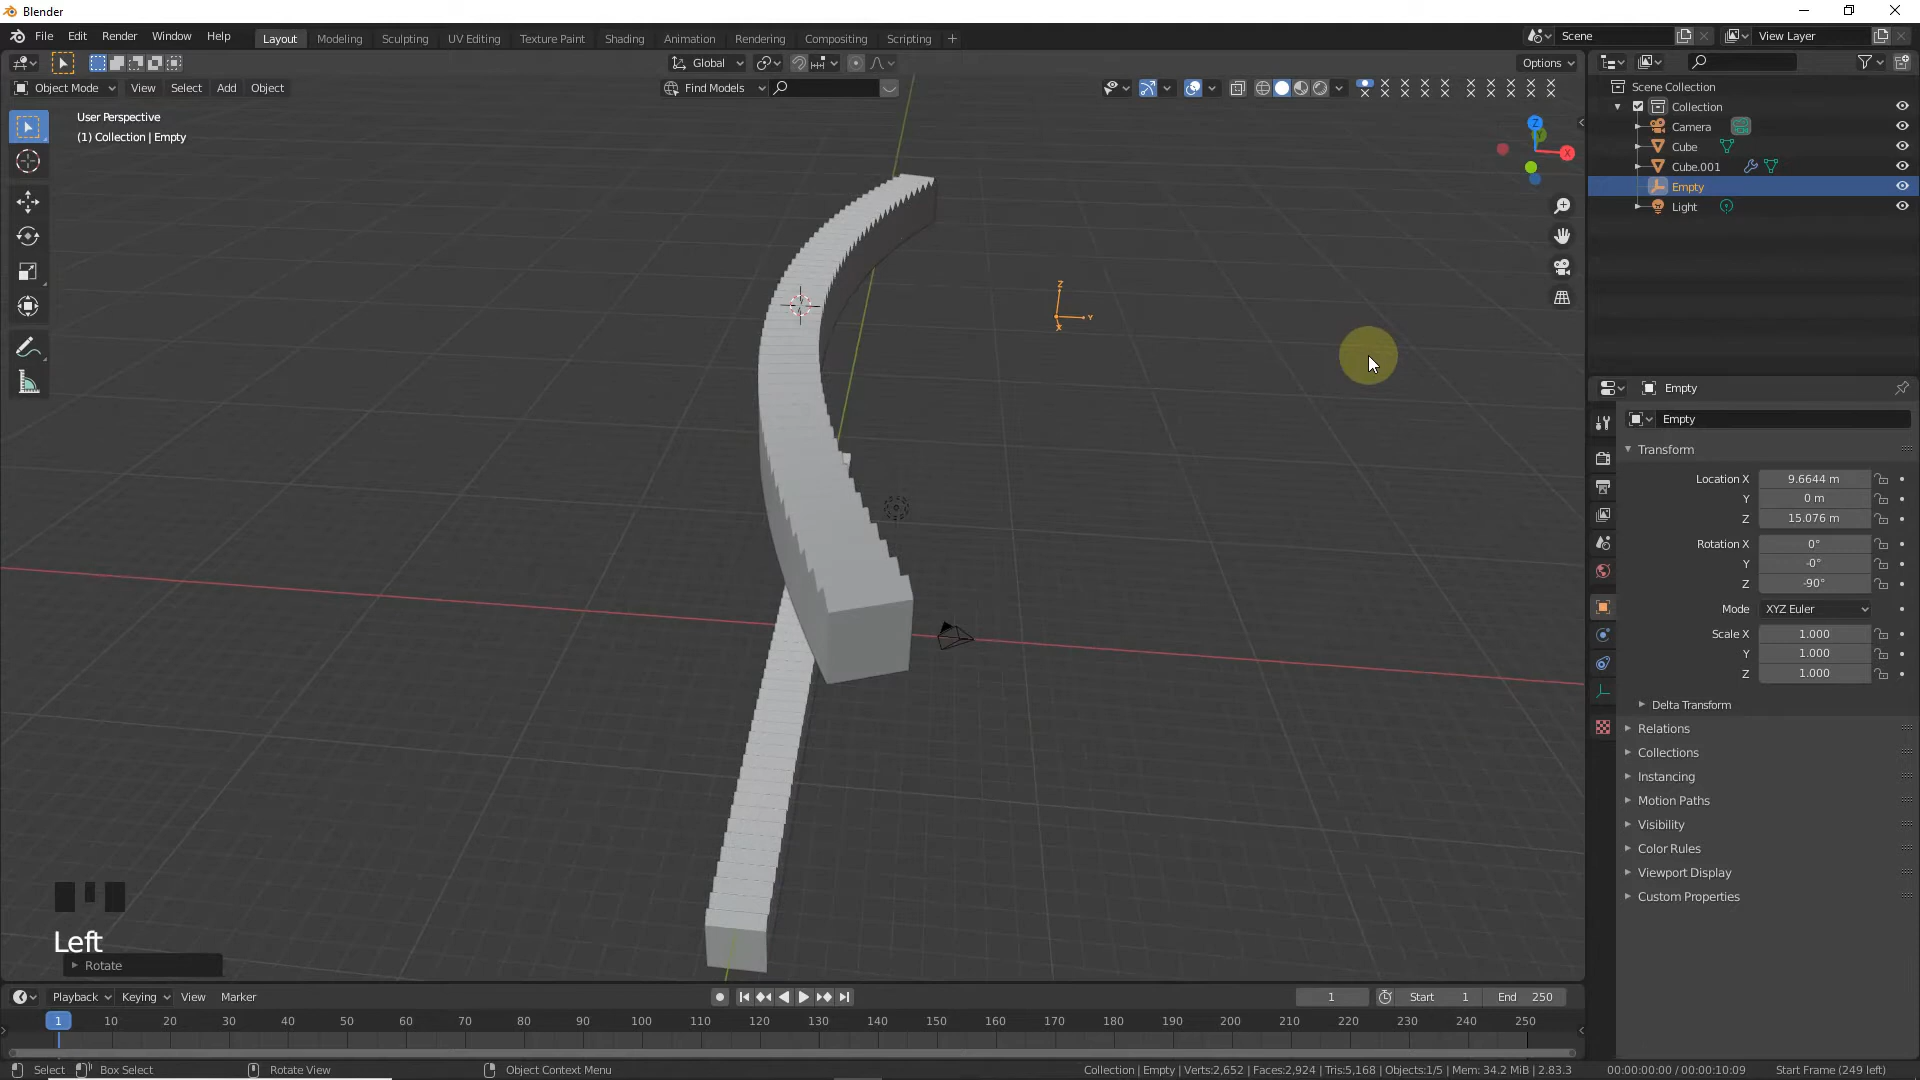 Blender
File Edit Render Window Help
Layout Modeling Sculpting UV Editing Texture Paint Shading Animation Rendering Compositing Scripting +
Scene
View Layer
Global
Options
Object Mode View Select Add Object
Find Models
User Perspective
(1) Collection | Empty
Z
X
Scene Collection
Collection
Camera
Cube
Cube.001
Empty
Light
Z
Y
X
Empty
Empty
Transform
Location X 9.6644 m
Y 0 m
Z 15.076 m
Rotation X 0°
Y -0°
Z -90°
Mode XYZ Euler
Scale X 1.000
Y 1.000
Z 1.000
Delta Transform
Relations
Collections
Instancing
Motion Paths
Visibility
Color Rules
Viewport Display
Custom Properties
Left
Rotate
Playback Keying View Marker
1
Start 1
End 250
1 10 20 30 40 50 60 70 80 90 100 110 120 130 140 150 160 170 180 190 200 210 220 230 240 250
Select Box Select Rotate View Object Context Menu
Collection | Empty | Verts:2,652 | Faces:2,924 | Tris:5,168 | Objects:1/5 | Mem: 34.2 MiB | 2.83.3
00:00:00:00 / 00:00:10:09
Start Frame (249 left)